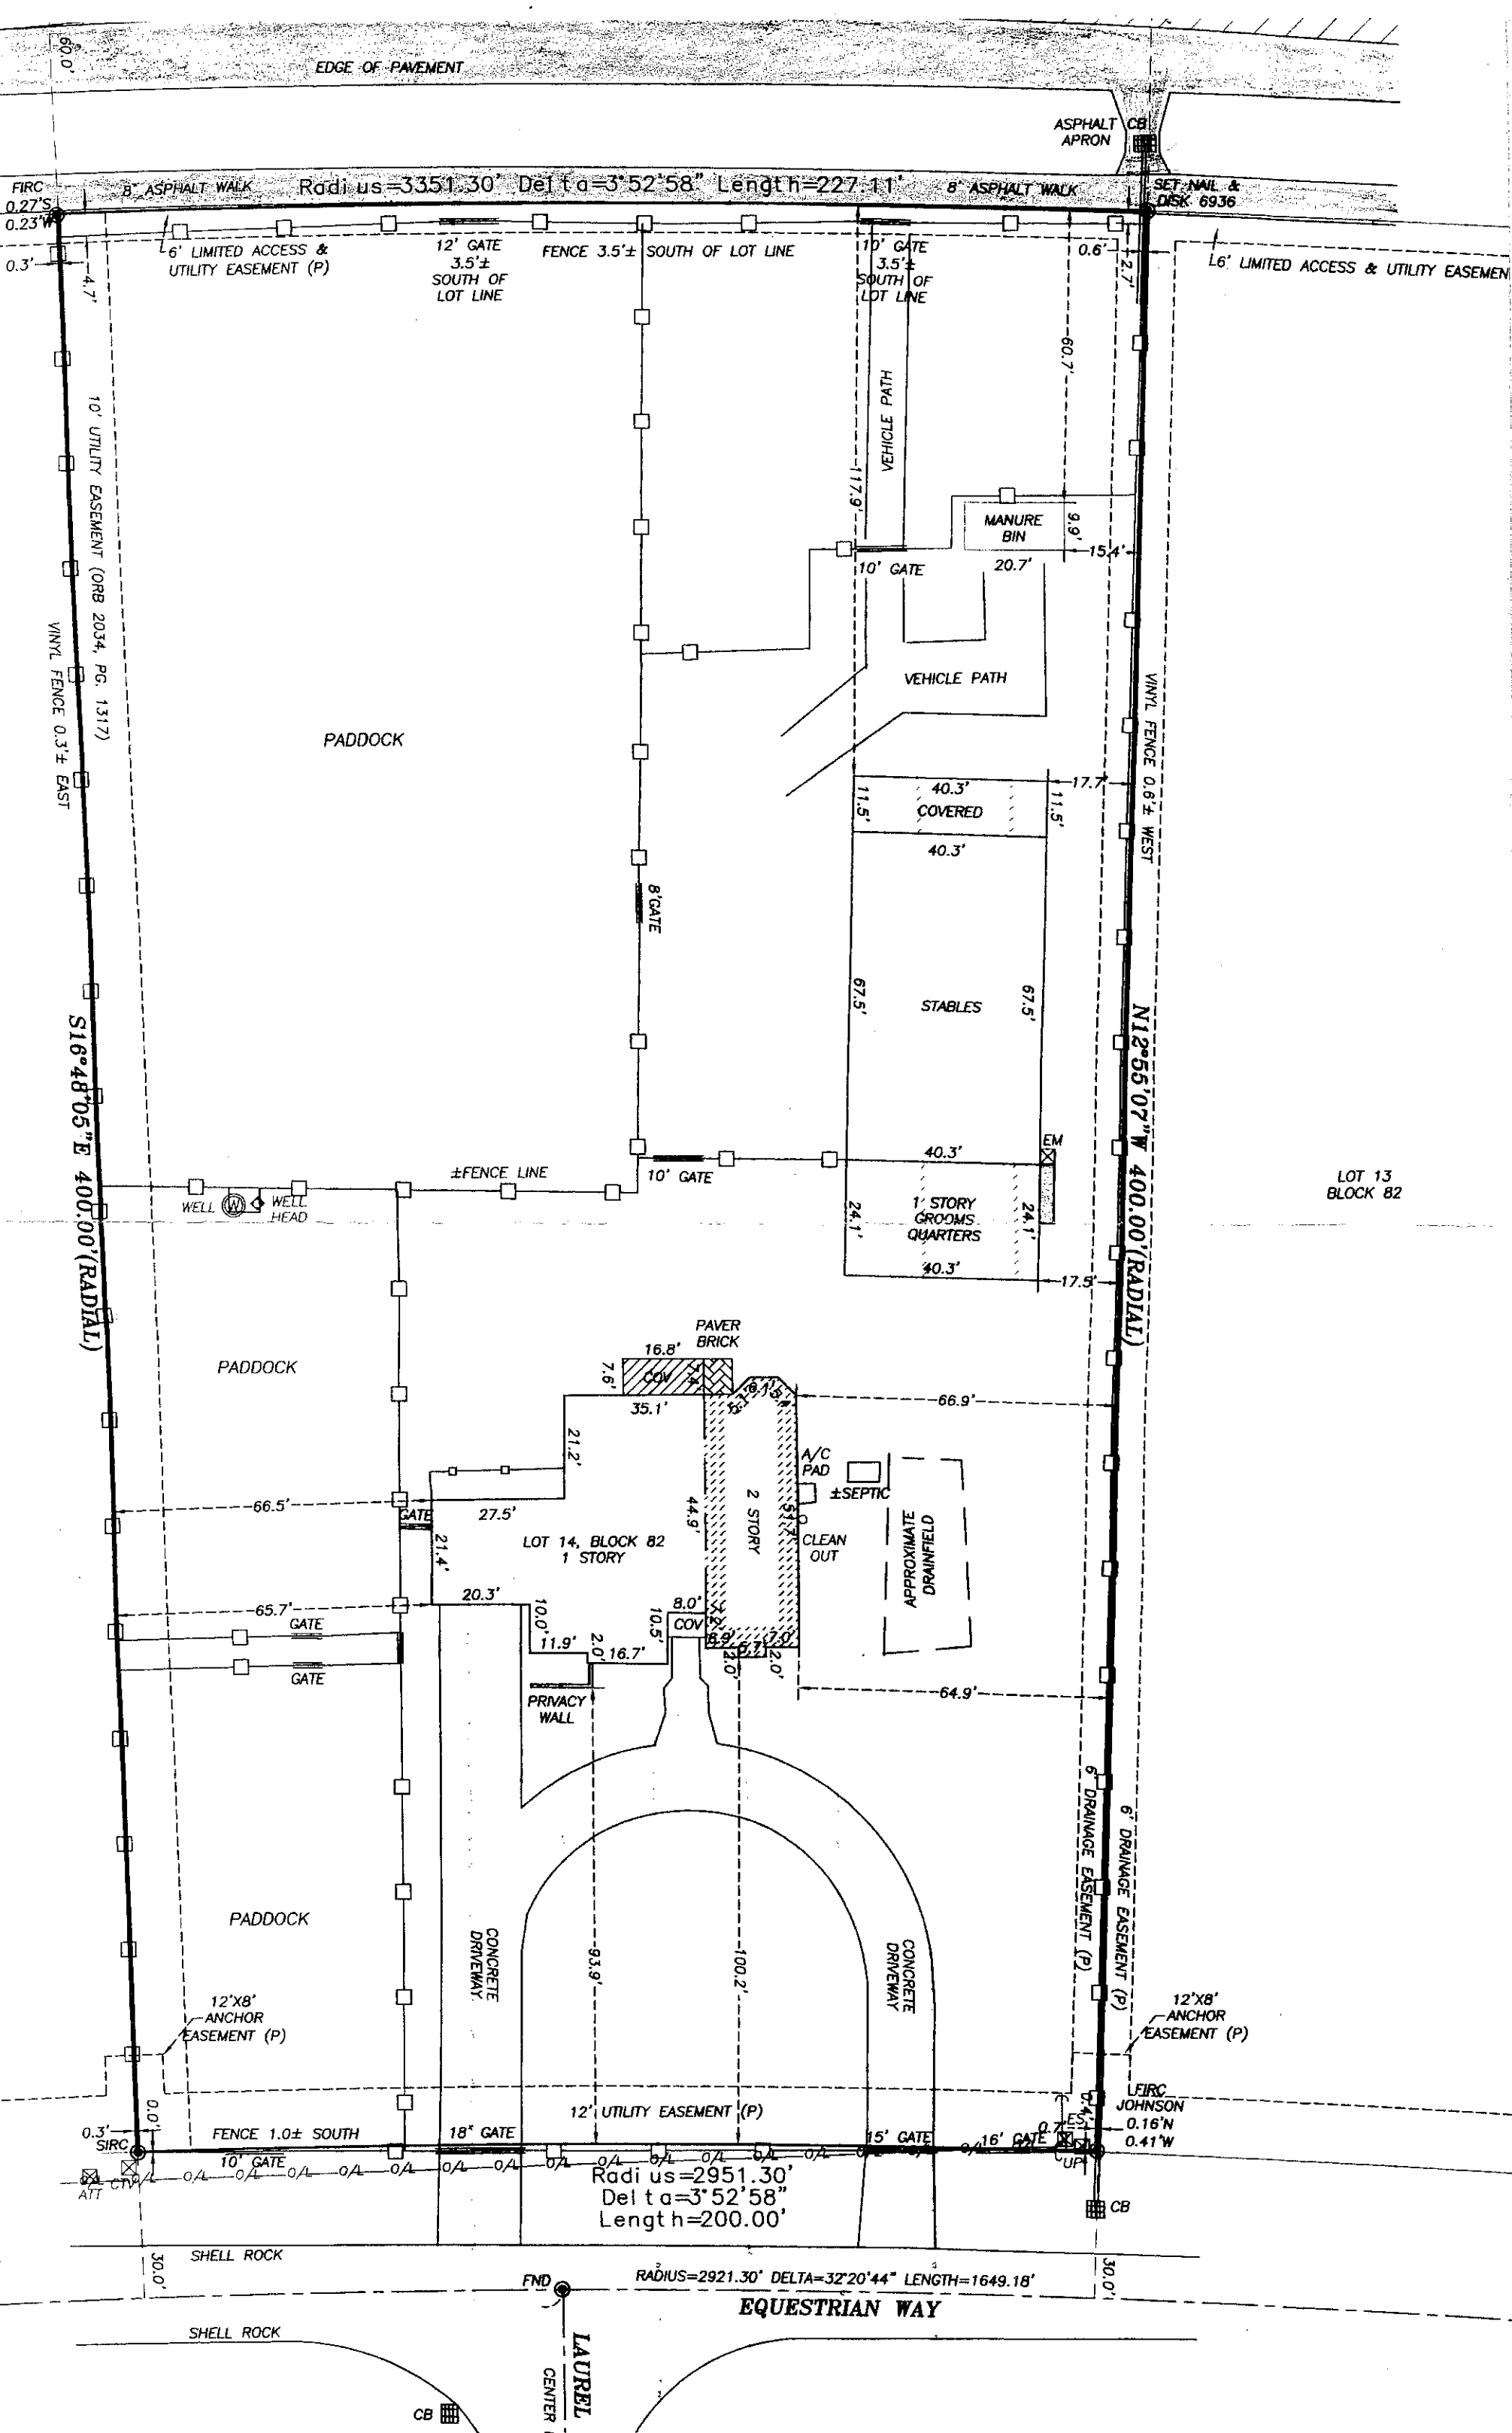 60.0'
EDGE OF PAVEMENT
ASPHALT CB
APRON
FIRC
0.27'S
0.23'W
8' ASPHALT WALK
Radius=3351.30' Delta=3°52'58" Length=227.11'
8' ASPHALT WALK
SET NAIL &
DISK 6936
0.3'
4.7'
6' LIMITED ACCESS &
UTILITY EASEMENT (P)
12' GATE
3.5'±
SOUTH OF
LOT LINE
FENCE 3.5'± SOUTH OF LOT LINE
10' GATE
3.5'±
SOUTH OF
LOT LINE
0.6'
2.7'
6' LIMITED ACCESS & UTILITY EASEMEN
60.7'
VEHICLE PATH
117.9'
10' UTILITY EASEMENT (ORB 2034, PG. 1317)
VINYL FENCE 0.3'± EAST
MANURE
BIN
9.9'
15.4'
20.7'
10' GATE
VEHICLE PATH
PADDOCK
VINYL FENCE 0.6'± WEST
17.7'
40.3'
11.5'
COVERED
11.5'
40.3'
8' GATE
67.5'
STABLES
67.5'
S16°48'05"E 400.00'(RADIAL)
N12°55'07"W 400.00'(RADIAL)
EM
40.3'
±FENCE LINE
10' GATE
WELL
W
WELL
HEAD
24.1'
1 STORY
GROOMS
QUARTERS
24.1'
40.3'
17.5'
LOT 13
BLOCK 82
PAVER
BRICK
16.8'
7.6'
COV
35.1'
PADDOCK
66.9'
21.2'
A/C
PAD
±SEPTIC
66.5'
GATE
27.5'
44.9'
2 STORY
21.4'
LOT 14, BLOCK 82
1 STORY
CLEAN
OUT
APPROXIMATE
DRAINFIELD
20.3'
65.7'
10.0'
8.0'
10.5'
COV
GATE
11.9'
2.0'
16.7'
7.0'
2.0'
2.0'
GATE
PRIVACY
WALL
64.9'
6' DRAINAGE EASEMENT (P)
6' DRAINAGE EASEMENT (P)
PADDOCK
CONCRETE
DRIVEWAY
93.9'
100.2'
CONCRETE
DRIVEWAY
12'X8'
ANCHOR
EASEMENT (P)
12'X8'
ANCHOR
EASEMENT (P)
FIRC
JOHNSON
0.16'N
0.41'W
0.0'
0.3'
SIRC
FENCE 1.0± SOUTH
10' GATE
18" GATE
12' UTILITY EASEMENT (P)
15' GATE
16' GATE
0.4'
ES
UP
ATT
CTV
Radius=2951.30'
Delta=3°52'58"
Length=200.00'
CB
SHELL ROCK
30.0'
30.0'
FND
RADIUS=2921.30' DELTA=32°20'44" LENGTH=1649.18'
EQUESTRIAN WAY
SHELL ROCK
LAUREL
CENTER
CB